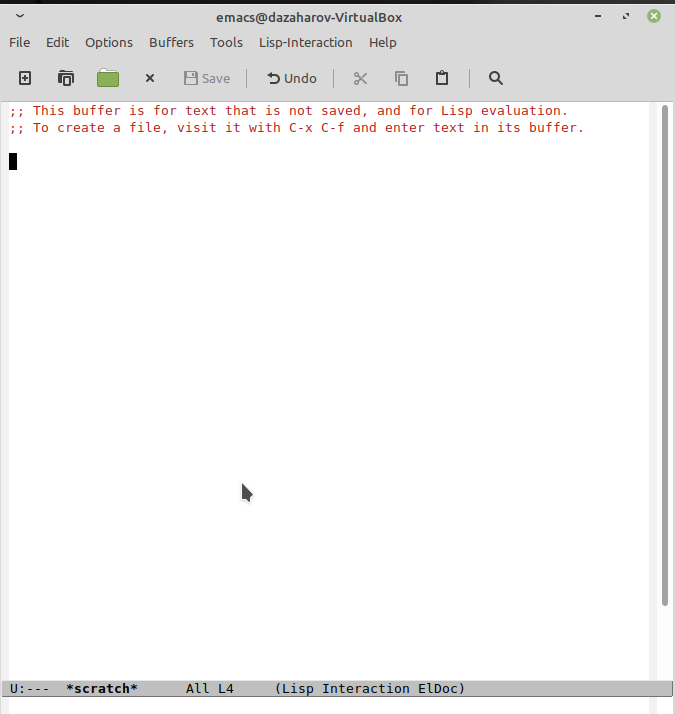 emacs@dazaharov-VirtualBox
File Edit Options Buffers Tools Lisp-Interaction Help
Save Undo
;; This buffer is for text that is not saved, and for Lisp evaluation.
;; To create a file, visit it with C-x C-f and enter text in its buffer.
U:--- *scratch* All L4 (Lisp Interaction ElDoc)